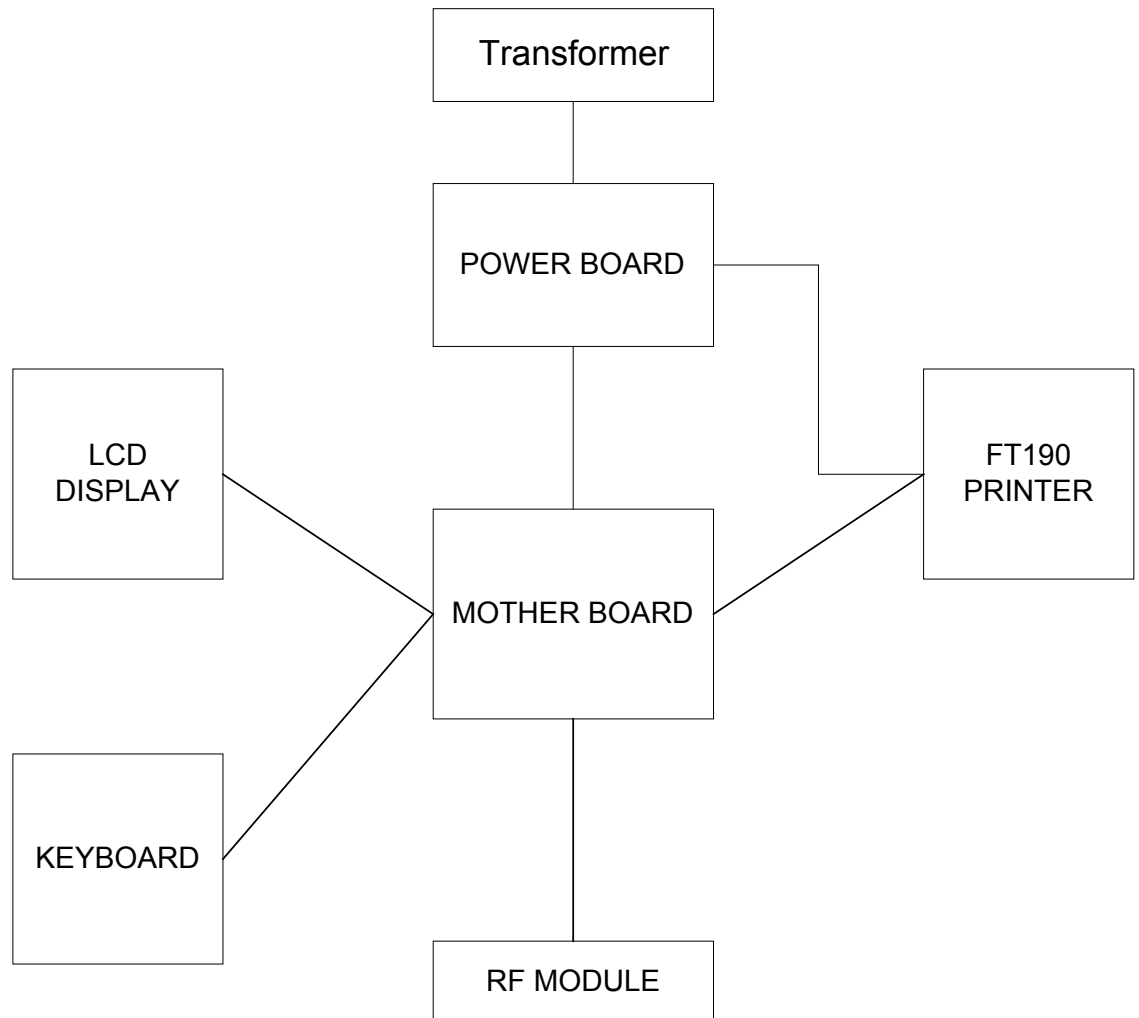 Transformer
POWER BOARD
LCD
DISPLAY
FT190
PRINTER
MOTHER BOARD
KEYBOARD
RF MODULE